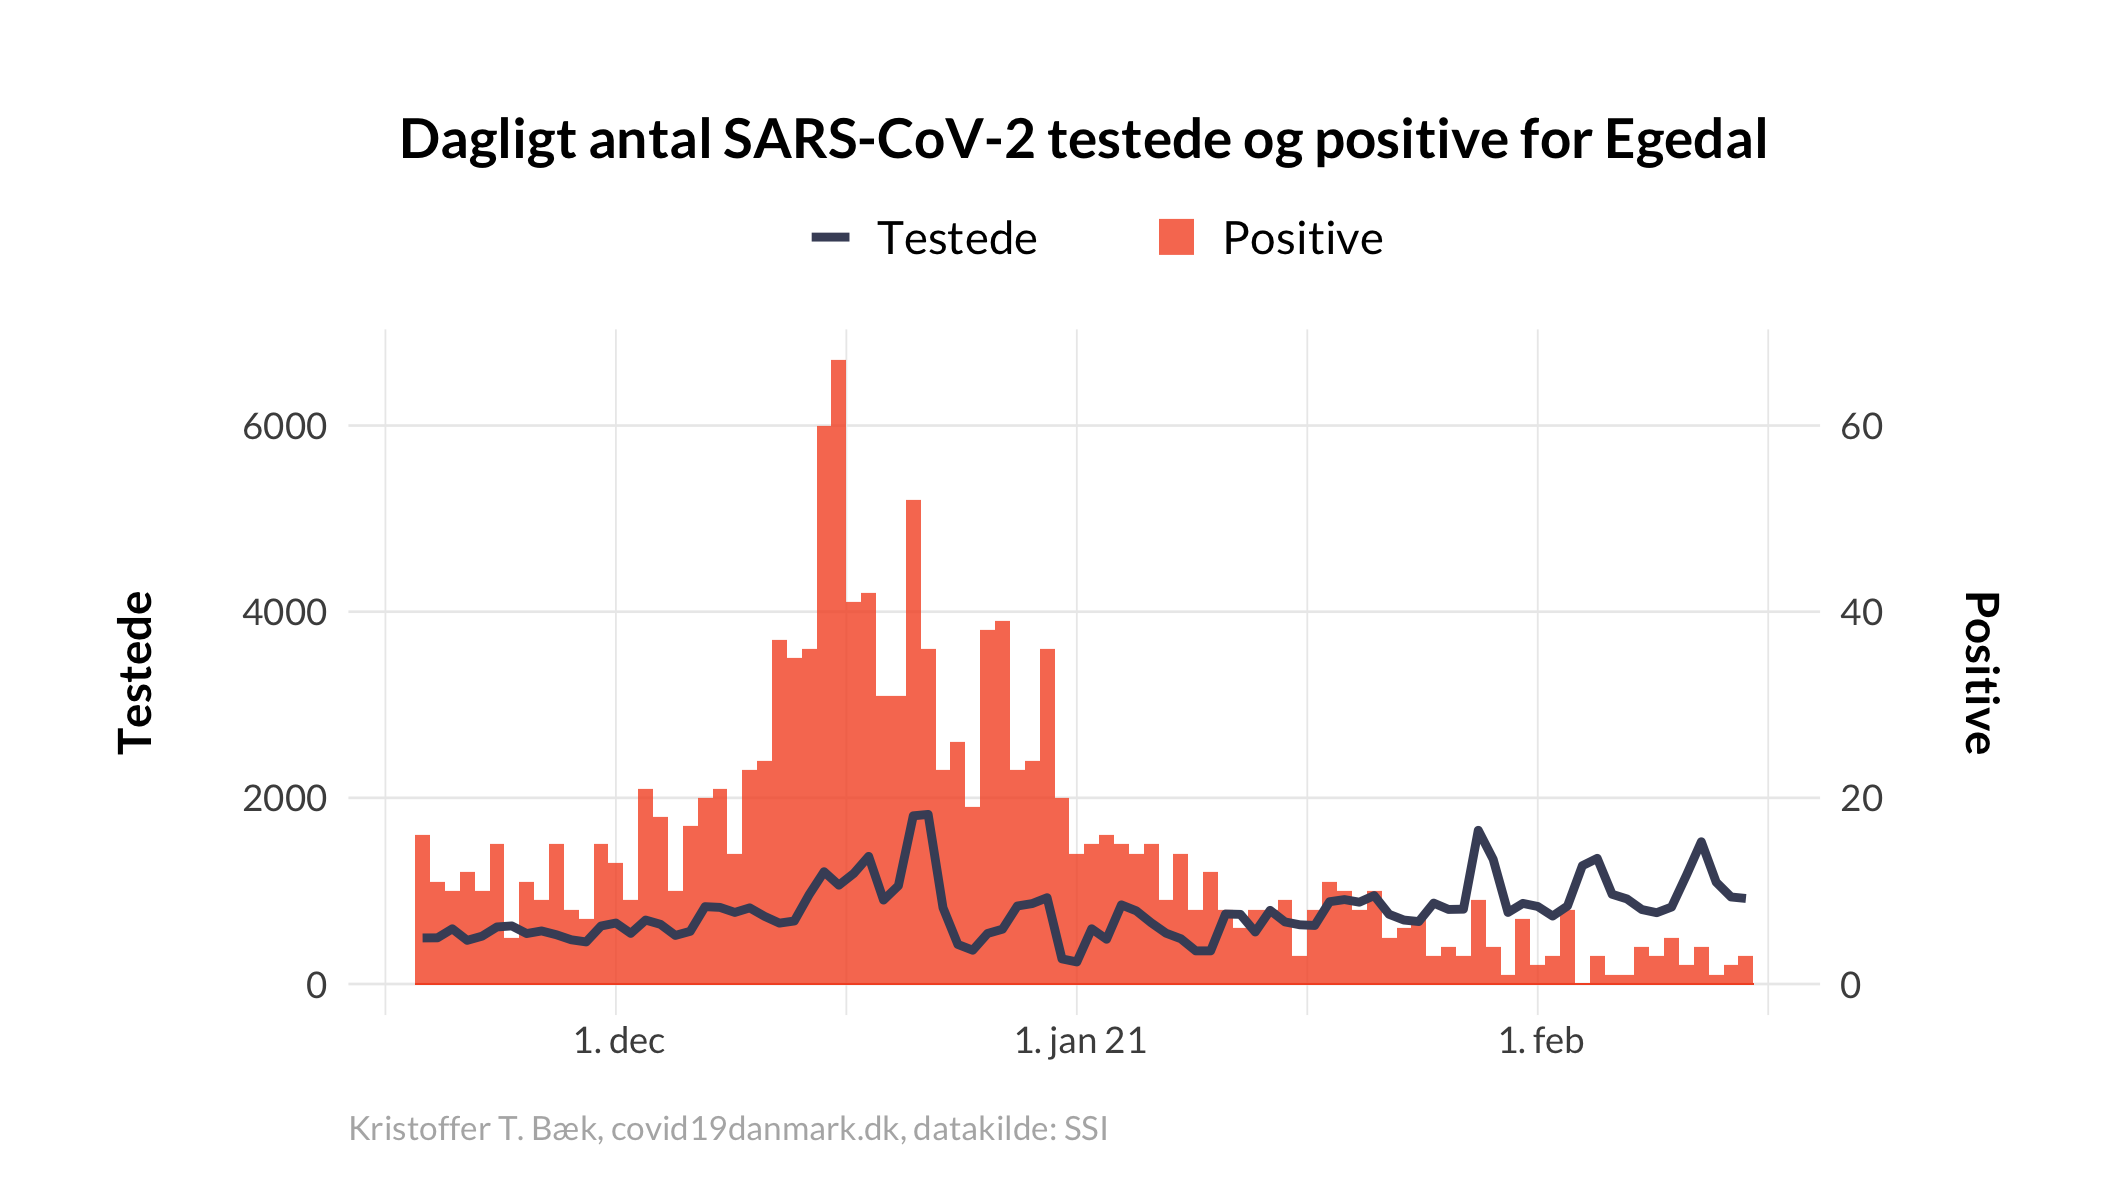 Dagligt antal SARS-CoV-2 testede og positive for Egedal
Testede Positive
6000 60
4000 40
2000 20
0 0
Testede
Positive
1. dec 1. jan 21 1. feb
Kristoffer T. Bæk, covid19danmark.dk, datakilde: SSI